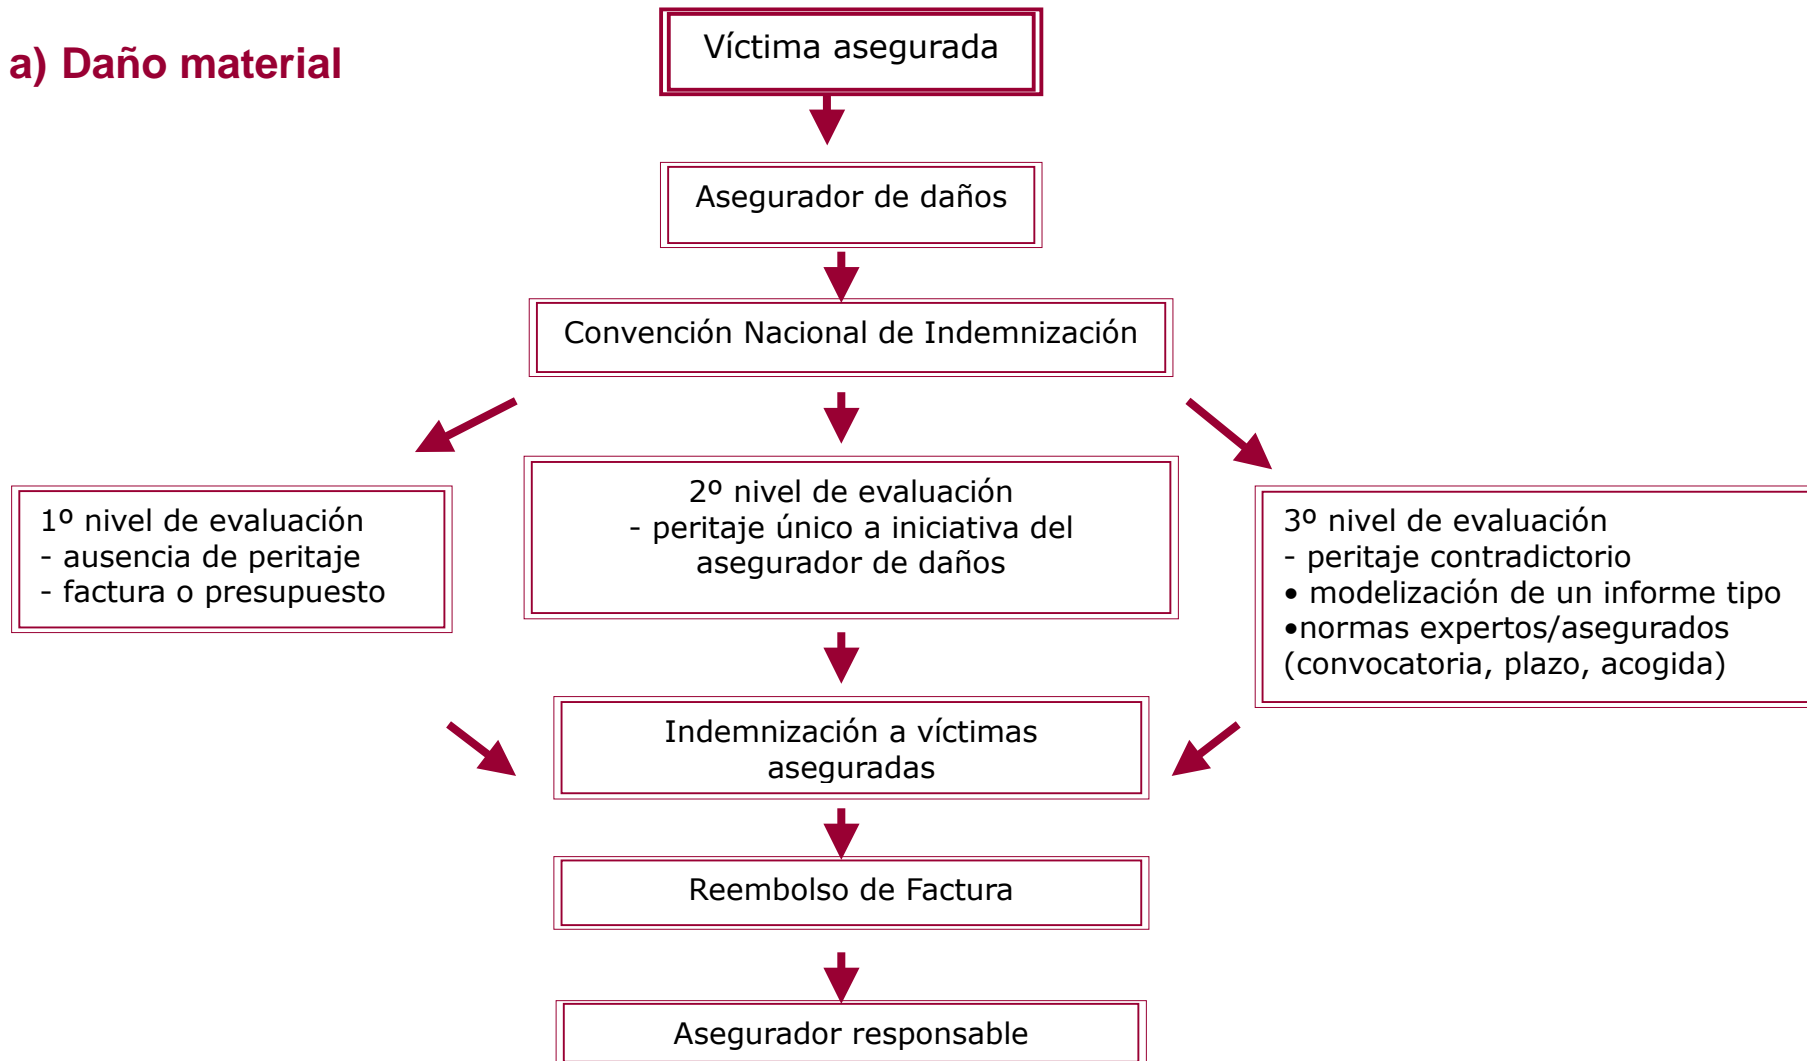 a) Daño material
Víctima asegurada
Asegurador de daños
Convención Nacional de Indemnización
1º nivel de evaluación
- ausencia de peritaje
- factura o presupuesto
2º nivel de evaluación
- peritaje único a iniciativa del
asegurador de daños
3º nivel de evaluación
- peritaje contradictorio
• modelización de un informe tipo
•normas expertos/asegurados
(convocatoria, plazo, acogida)
Indemnización a víctimas
aseguradas
Reembolso de Factura
Asegurador responsable